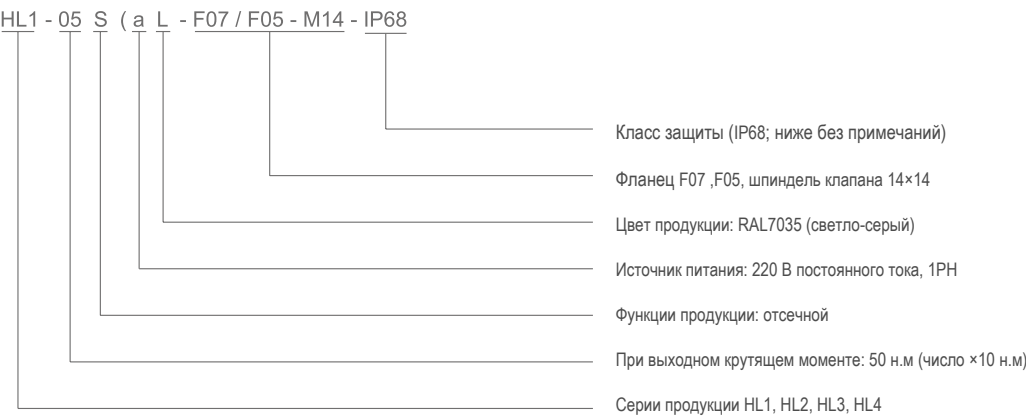 HL1 - 05 S ( a L - F07 / F05 - M14 - IP68
Класс защиты (IP68; ниже без примечаний)
Фланец F07 ,F05, шпиндель клапана 14×14
Цвет продукции: RAL7035 (светло-серый)
Источник питания: 220 В постоянного тока, 1PH
Функции продукции: отсечной
При выходном крутящем моменте: 50 н.м (число ×10 н.м)
Серии продукции HL1, HL2, HL3, HL4